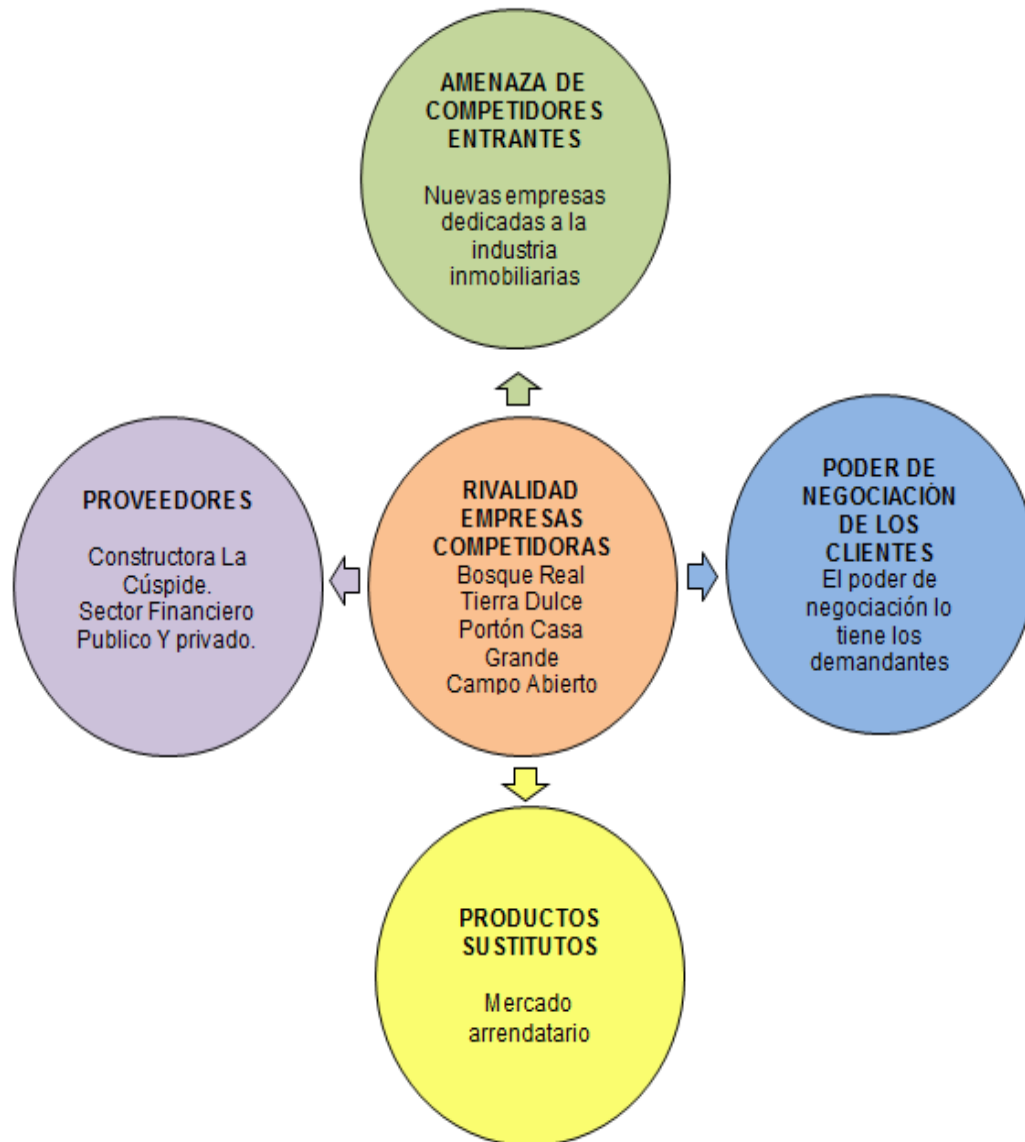 AMENAZA DE
COMPETIDORES
ENTRANTES
Nuevas empresas
dedicadas a la
industria
inmobiliarias
PROVEEDORES
Constructora La
Cúspide.
Sector Financiero
Publico Y privado.
RIVALIDAD
EMPRESAS
COMPETIDORAS
Bosque Real
Tierra Dulce
Portón Casa
Grande
Campo Abierto
PODER DE
NEGOCIACIÓN
DE LOS
CLIENTES
El poder de
negociación lo
tiene los
demandantes
PRODUCTOS
SUSTITUTOS
Mercado
arrendatario